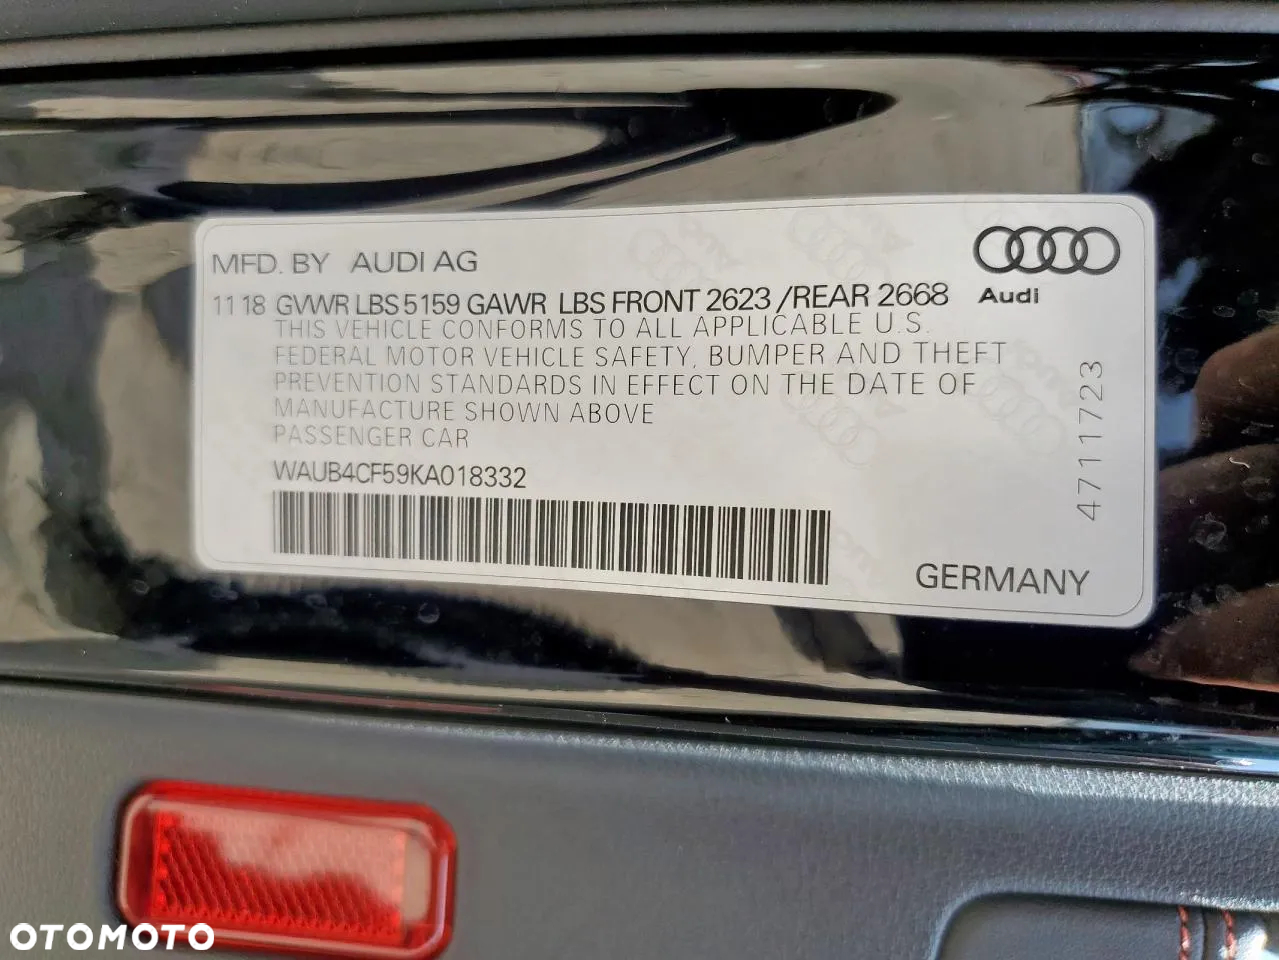 MFD. BY AUDI AG
Audi
11 18 GVWR LBS 5159 GAWR LBS FRONT 2623 /REAR 2668
THIS VEHICLE CONFORMS TO ALL APPLICABLE U.S.
FEDERAL MOTOR VEHICLE SAFETY, BUMPER AND THEFT
PREVENTION STANDARDS IN EFFECT ON THE DATE OF
MANUFACTURE SHOWN ABOVE
PASSENGER CAR
WAUB4CF59KA018332
4711723
GERMANY
OTOMOTO